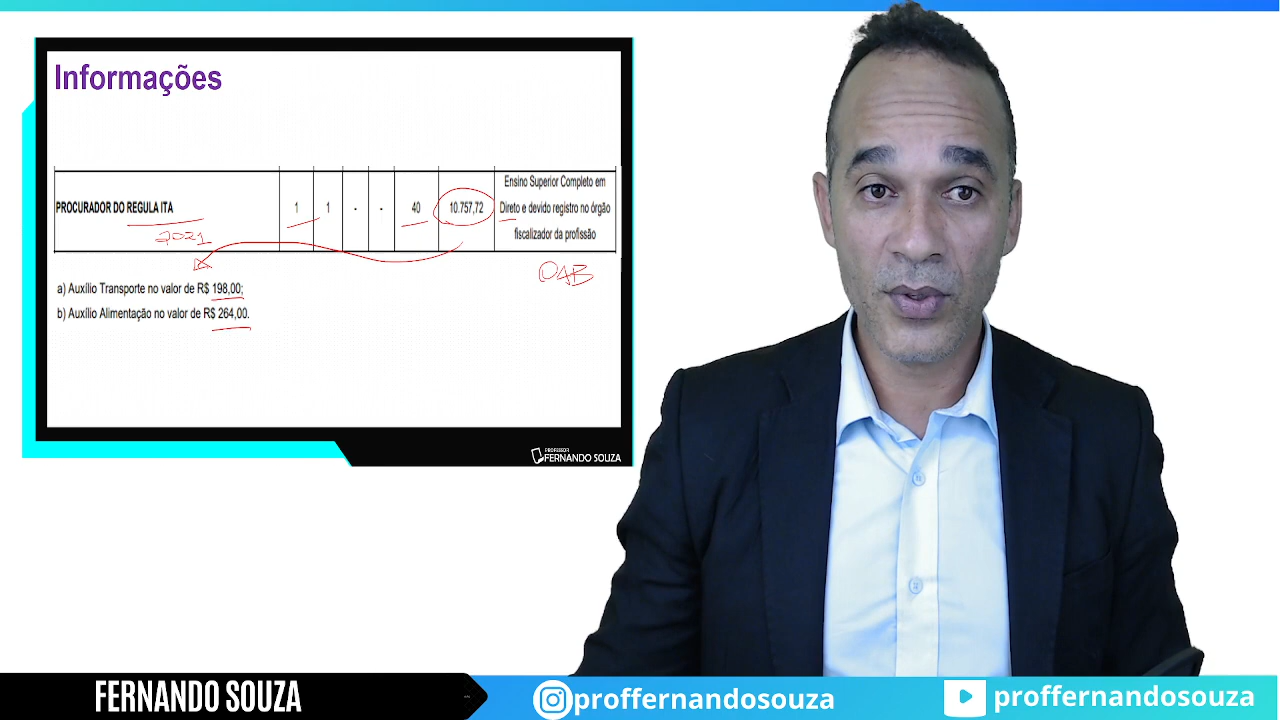 Informações
PROCURADOR DO REGULA ITA
1
1
-
-
40
10.757,72
Ensino Superior Completo em
Direto e devido registro no órgão
fiscalizador da profissão
2021
OAB
a) Auxílio Transporte no valor de R$ 198,00;
b) Auxílio Alimentação no valor de R$ 264,00.
PROFESSOR
FERNANDO SOUZA
FERNANDO SOUZA
proffernandosouza
proffernandosouza